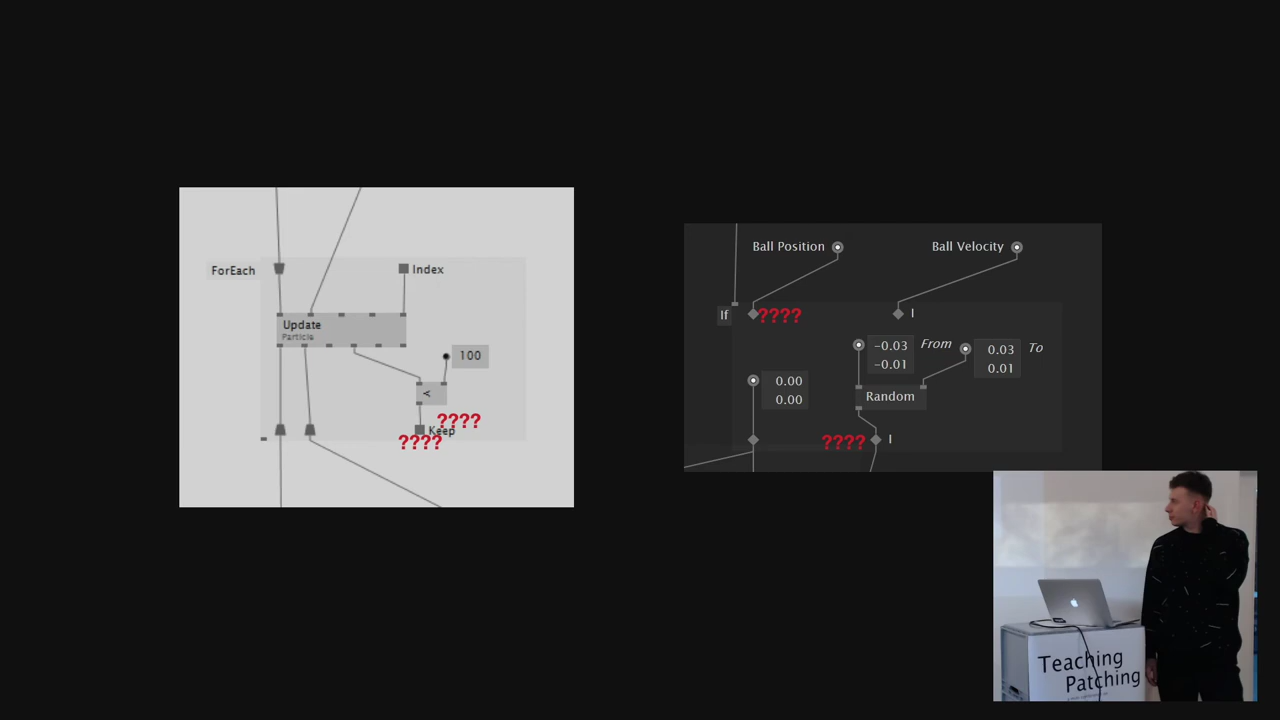 ForEach
Index
Update
Particle
100
<
????
Keep
????
Ball Position
Ball Velocity
If
????
I
-0.03
-0.01
From
0.03
0.01
To
0.00
0.00
Random
????
I
Teaching
Patching